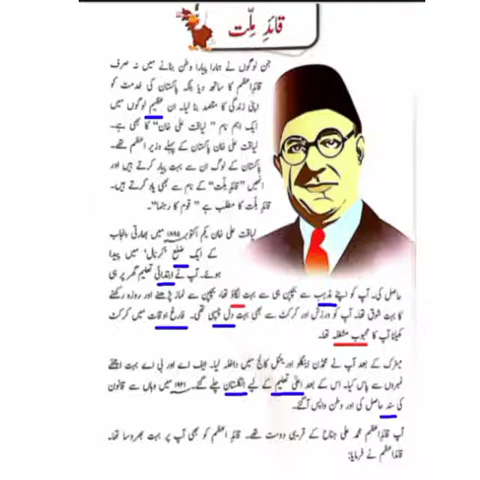 قائدِ ملّت
جن لوگوں نے ہمارا پیارا وطن بنانے میں نہ صرف
قائداعظم کا ساتھ دیا بلکہ پاکستان کی خدمت کو
اپنی زندگی کا مقصد بنا لیا۔ ان عظیم لوگوں میں
ایک اہم نام "لیاقت علی خان" کا بھی ہے۔
لیاقت علی خان پاکستان کے پہلے وزیر اعظم تھے۔
پاکستان کے لوگ ان سے بہت پیار کرتے ہیں اور
انھیں "قائدِ ملّت" کے نام سے بھی یاد کرتے ہیں۔
قائدِ ملّت کا مطلب ہے "قوم کا رہنما"۔
لیاقت علی خان یکم اکتوبر ۱۸۹۵ میں بھارتی پنجاب
کے ایک ضلع "کرنال" میں پیدا
ہوئے۔ آپ نے ابتدائی تعلیم گھر پر ہی
حاصل کی۔ آپ کو اپنے مذہب سے بچپن ہی سے بہت لگاؤ تھا، بچپن سے نماز پڑھنے اور روزہ رکھنے
کا بہت شوق تھا۔ آپ کو ورزش اور کرکٹ سے بھی بہت دل چسپی تھی۔ فارغ اوقات میں کرکٹ
کھیلنا آپ کا محبوب مشغلہ تھا۔
میٹرک کے بعد آپ نے محمڈن اینگلو اورینٹل کالج میں داخلہ لیا۔ ایف اے اور بی اے بہت اچھے
نمبروں سے پاس کیا۔ اس کے بعد اعلیٰ تعلیم کے لیے انگلستان چلے گئے۔ ۱۹۲۱ میں وہاں سے قانون
کی سند حاصل کی اور وطن واپس آگئے۔
آپ قائداعظم محمد علی جناح کے قریبی دوست تھے۔ قائد اعظم کو بھی آپ پر بہت بھروسا تھا۔
قائداعظم نے فرمایا: